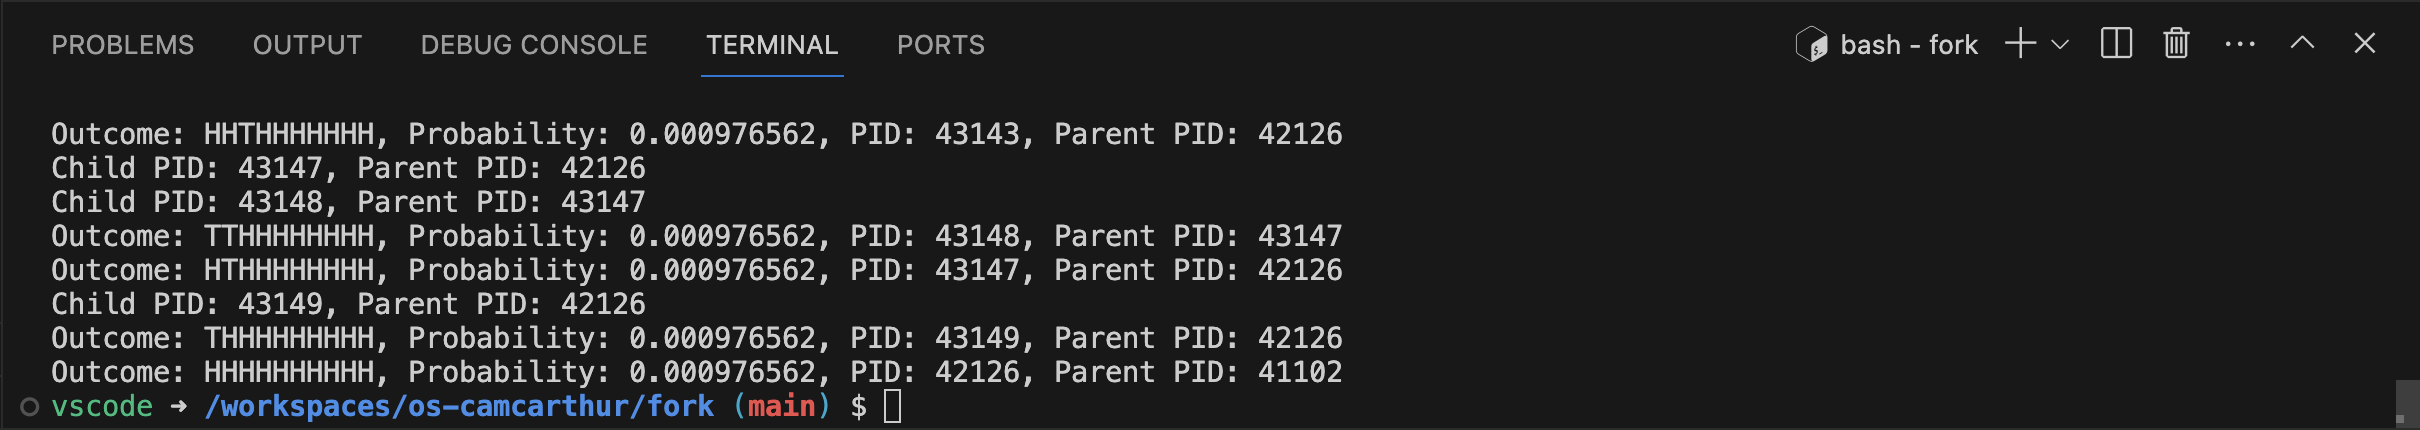 PROBLEMS OUTPUT DEBUG CONSOLE TERMINAL PORTS bash - fork
Outcome: HHTHHHHHHH, Probability: 0.000976562, PID: 43143, Parent PID: 42126
Child PID: 43147, Parent PID: 42126
Child PID: 43148, Parent PID: 43147
Outcome: TTHHHHHHHH, Probability: 0.000976562, PID: 43148, Parent PID: 43147
Outcome: HTHHHHHHHH, Probability: 0.000976562, PID: 43147, Parent PID: 42126
Child PID: 43149, Parent PID: 42126
Outcome: THHHHHHHHH, Probability: 0.000976562, PID: 43149, Parent PID: 42126
Outcome: HHHHHHHHHH, Probability: 0.000976562, PID: 42126, Parent PID: 41102
vscode ➜ /workspaces/os-camcarthur/fork (main) $